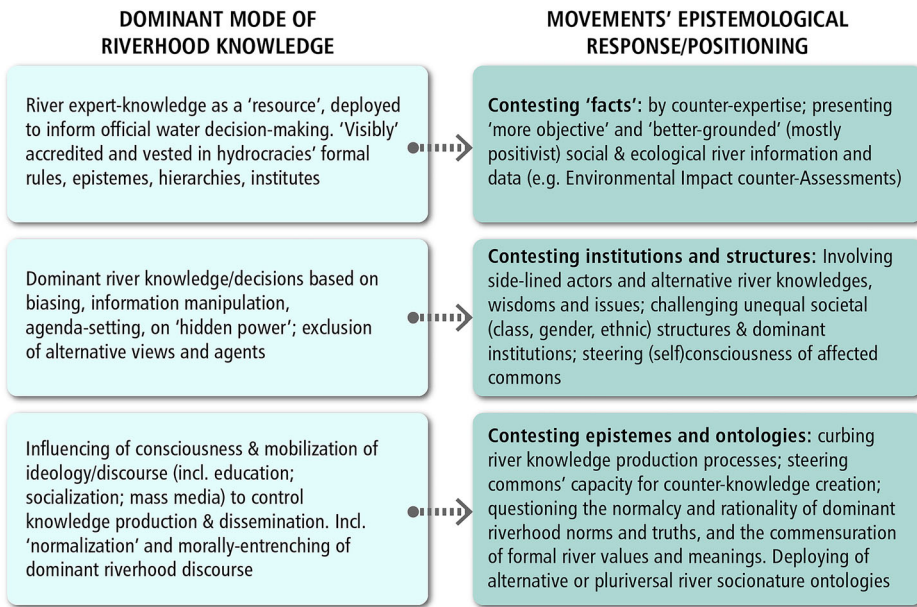 DOMINANT MODE OF
RIVERHOOD KNOWLEDGE
MOVEMENTS’ EPISTEMOLOGICAL
RESPONSE/POSITIONING
River expert-knowledge as a ‘resource’, deployed
to inform official water decision-making. ‘Visibly’
accredited and vested in hydrocracies’ formal
rules, epistemes, hierarchies, institutes
Contesting ‘facts’: by counter-expertise; presenting
‘more objective’ and ‘better-grounded’ (mostly
positivist) social & ecological river information and
data (e.g. Environmental Impact counter-Assessments)
Dominant river knowledge/decisions based on
biasing, information manipulation,
agenda-setting, on ‘hidden power’; exclusion
of alternative views and agents
Contesting institutions and structures: Involving
side-lined actors and alternative river knowledges,
wisdoms and issues; challenging unequal societal
(class, gender, ethnic) structures & dominant
institutions; steering (self)consciousness of affected
commons
Influencing of consciousness & mobilization of
ideology/discourse (incl. education;
socialization; mass media) to control
knowledge production & dissemination. Incl.
‘normalization’ and morally-entrenching of
dominant riverhood discourse
Contesting epistemes and ontologies: curbing
river knowledge production processes; steering
commons’ capacity for counter-knowledge creation;
questioning the normalcy and rationality of dominant
riverhood norms and truths, and the commensuration
of formal river values and meanings. Deploying of
alternative or pluriversal river socionature ontologies